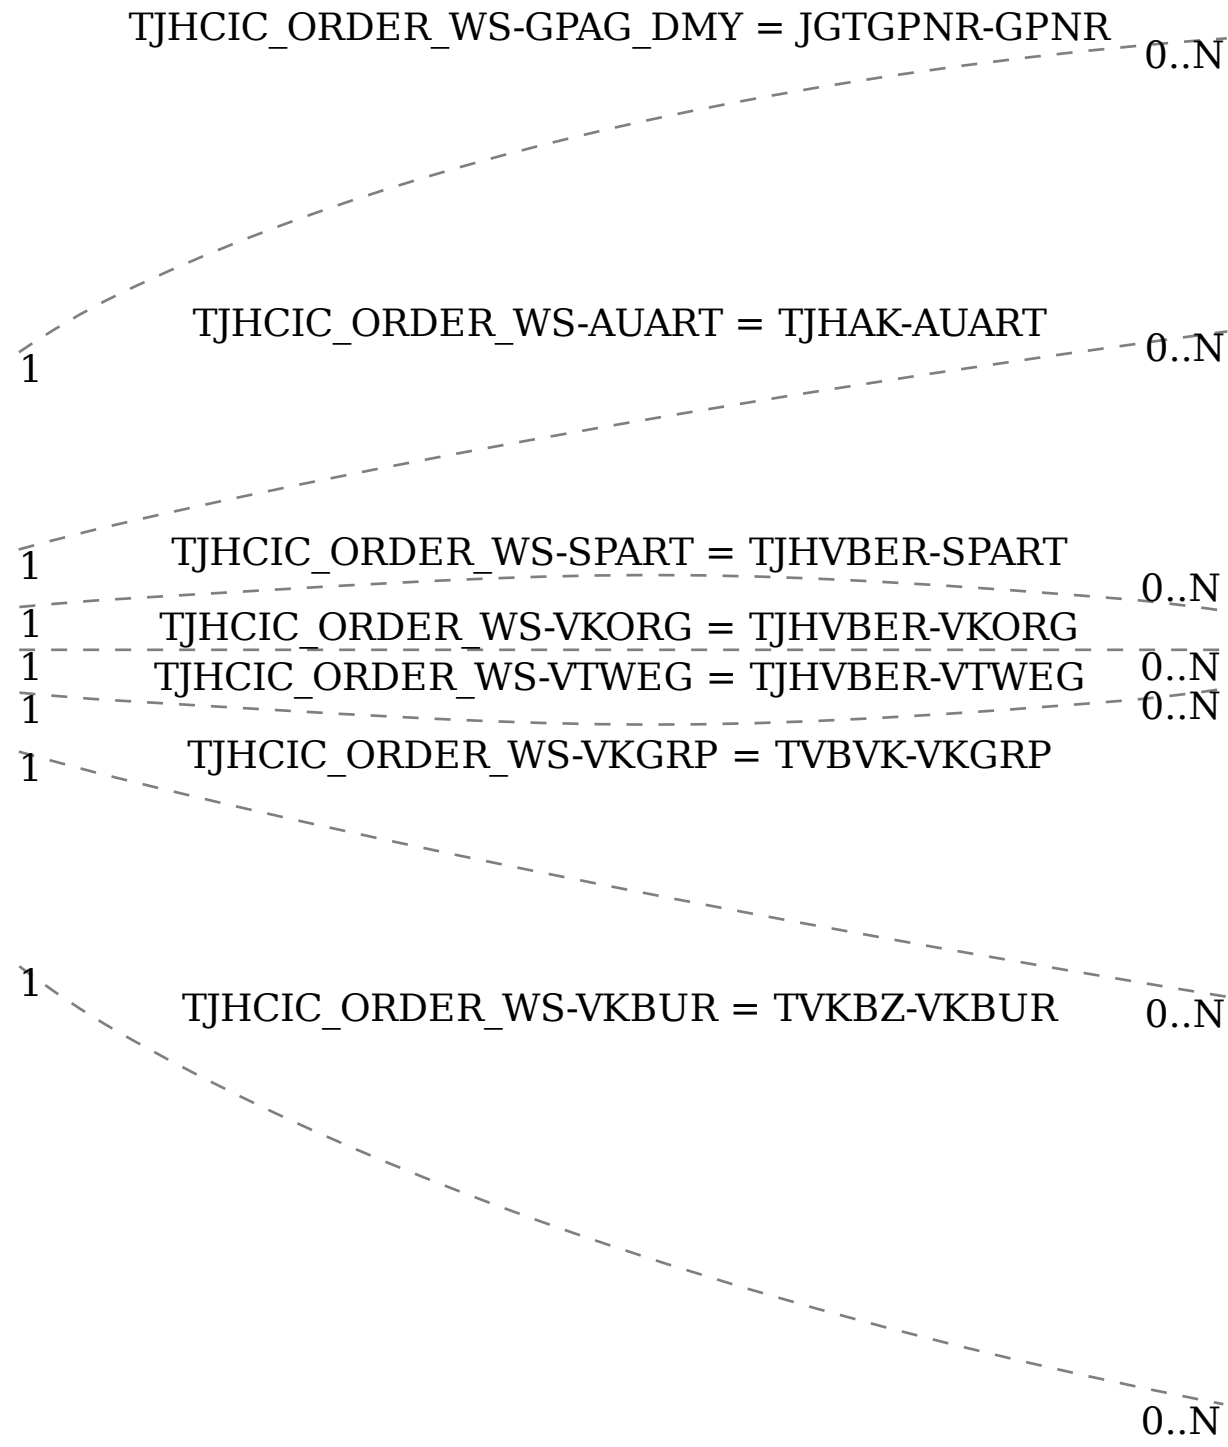 TJHCIC_ORDER_WS-GPAG_DMY = JGTGPNR-GPNR
0..N
TJHCIC_ORDER_WS-AUART = TJHAK-AUART
0..N
1
TJHCIC_ORDER_WS-SPART = TJHVBER-SPART
1
0..N
1
TJHCIC_ORDER_WS-VKORG = TJHVBER-VKORG
1
0..N
TJHCIC_ORDER_WS-VTWEG = TJHVBER-VTWEG
1
0..N
TJHCIC_ORDER_WS-VKGRP = TVBVK-VKGRP
1
1
TJHCIC_ORDER_WS-VKBUR = TVKBZ-VKBUR
0..N
0..N